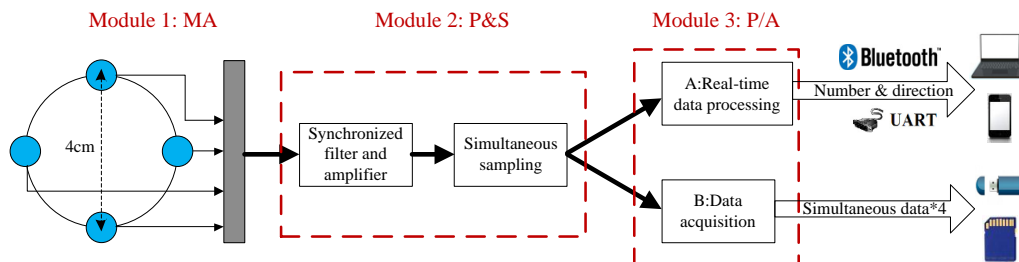 Module 1: MA
Module 2: P&S
Module 3: P/A
4cm
Synchronized
filter and
amplifier
Simultaneous
sampling
A:Real-time
data processing
B:Data
acquisition
Bluetooth™
Number & direction
UART
Simultaneous data*4